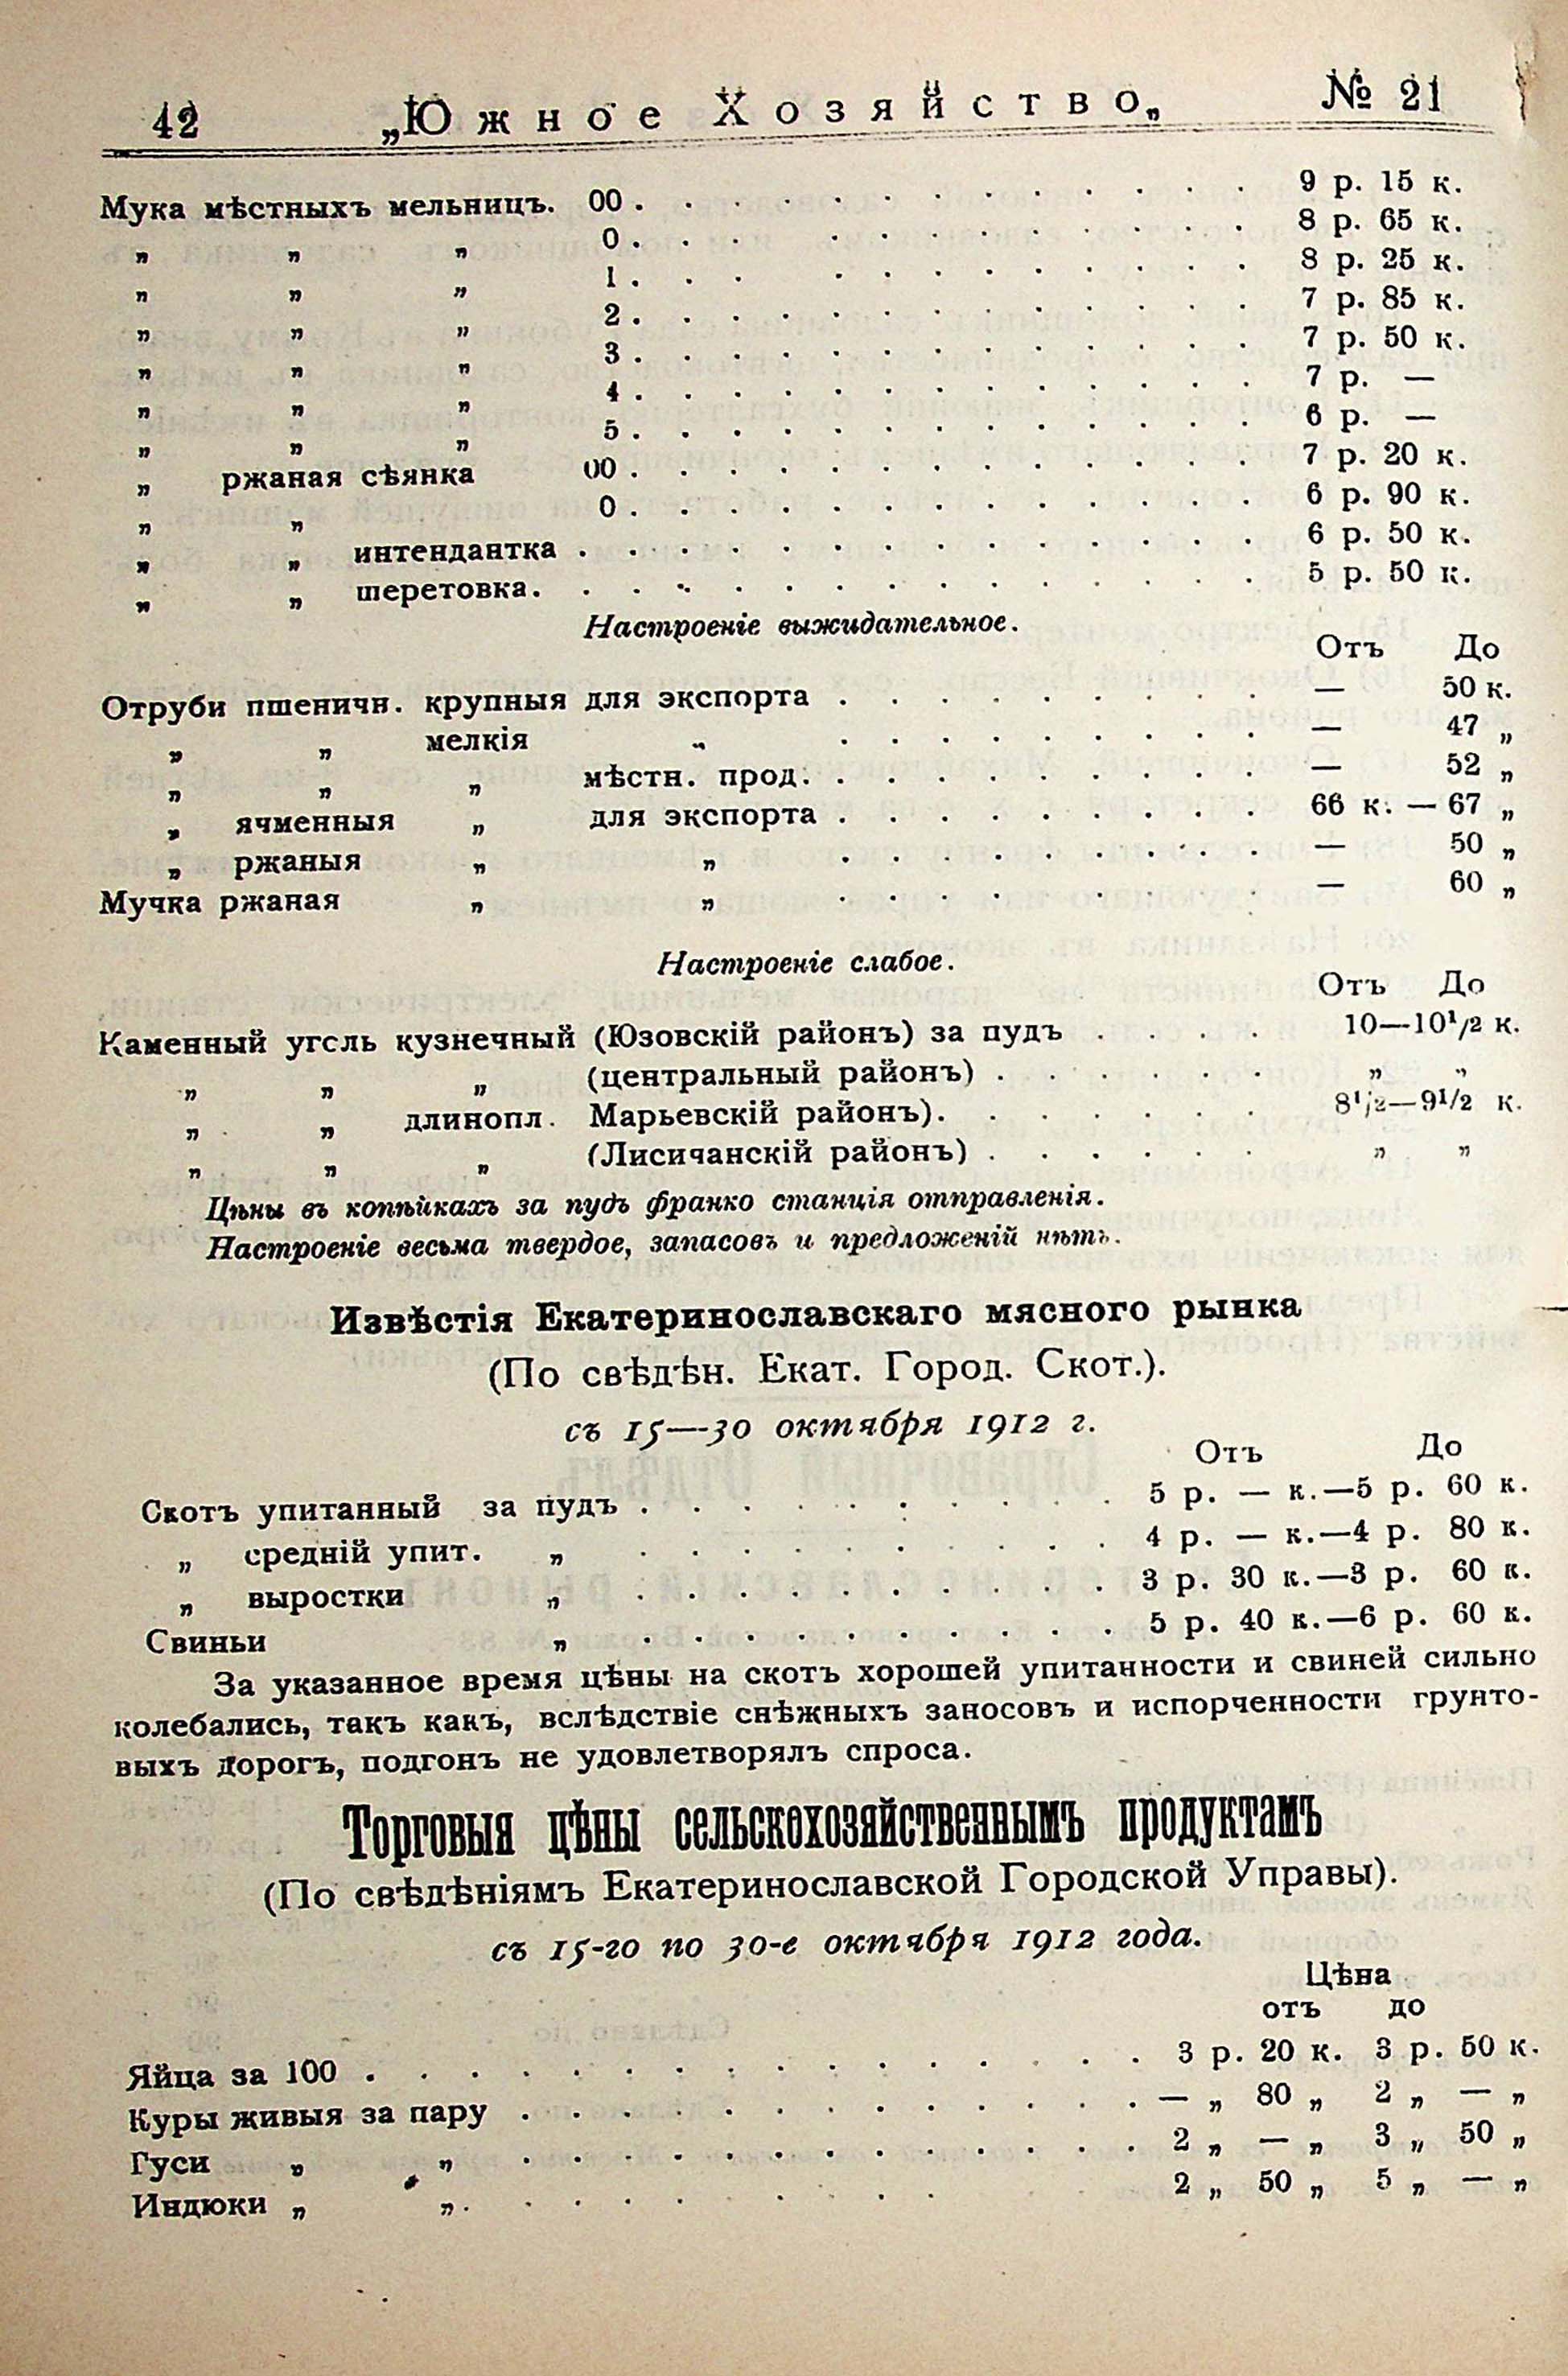 42 „Южное Хозяйство„ № 21
Мука мѣстныхъ мельницъ. 00 . . . . . . . . . . . . . 9 р. 15 к.
„ „ „ 0 . . . . . . . . . . . . 8 р. 65 к.
„ „ „ 1 . . . . . . . . . . . . 8 р. 25 к.
„ „ „ 2 . . . . . . . . . . . . . 7 р. 85 к.
„ „ „ 3 . . . . . . . . . . . . . 7 р. 50 к.
„ „ „ 4 . . . . . . . . . . . . . 7 р. —
„ „ „ 5 . . . . . . . . . . . . . 6 р. —
„ ржаная сѣянка 00 . . . . . . . . . . . . . 7 р. 20 к.
„ „ 0 . . . . . . . . . . . . . 6 р. 90 к.
„ „ интендантка . . . . . . . . . . . . . . 6 р. 50 к.
„ „ шеретовка. . . . . . . . . . . . . . . 5 р. 50 к.
Настроеніе выжидательное.
Отъ До
Отруби пшеничн. крупныя для экспорта . . . . . . . . . — 50 к.
„ „ мелкія „ . . . . . . . . . — 47 „
„ „ „ мѣстн. прод. . . . . . . . . . — 52 „
„ ячменныя „ для экспорта . . . . . . . . . 66 к. — 67 „
„ ржаныя „ „ . . . . . . . . . — 50 „
Мучка ржаная „ „ . . . . . . . . . — 60 „
Настроеніе слабое.
Отъ До
Каменный уголь кузнечный (Юзовскій районъ) за пудъ . . . . 10—10¹/2 к.
„ „ „ (центральный районъ) . . . . . . „ „
„ „ длинопл. Марьевскій районъ). . . . . . . 8¹/2—9¹/2 к.
„ „ „ (Лисичанскій районъ) . . . . . . „ „
Цѣны въ копѣйкахъ за пудъ франко станція отправленія.
Настроеніе весьма твердое, запасовъ и предложеній нѣтъ.
Извѣстія Екатеринославскаго мясного рынка
(По свѣдѣн. Екат. Город. Скот.).
съ 15—30 октября 1912 г.
Отъ До
Скотъ упитанный за пудъ . . . . . . . . . . 5 р. — к.—5 р. 60 к.
„ средній упит. „ . . . . . . . . . . 4 р. — к.—4 р. 80 к.
„ выростки „ . . . . . . . . . . 3 р. 30 к.—3 р. 60 к.
Свиньи „ . . . . . . . . . . 5 р. 40 к.—6 р. 60 к.
За указанное время цѣны на скотъ хорошей упитанности и свиней сильно
колебались, такъ какъ, вслѣдствіе снѣжныхъ заносовъ и испорченности грунто-
выхъ дорогъ, подгонъ не удовлетворялъ спроса.
Торговыя цѣны сельскохозяйственнымъ продуктамъ
(По свѣдѣніямъ Екатеринославской Городской Управы).
съ 15-го по 30-е октября 1912 года.
Цѣна
отъ до
Яйца за 100 . . . . . . . . . . . . . . . . 3 р. 20 к. 3 р. 50 к.
Куры живыя за пару . . . . . . . . . . . . . — „ 80 „ 2 „ — „
Гуси „ „ . . . . . . . . . . . . . 2 „ — „ 3 „ 50 „
Индюки „ „ . . . . . . . . . . 2 „ 50 „ 5 „ — „